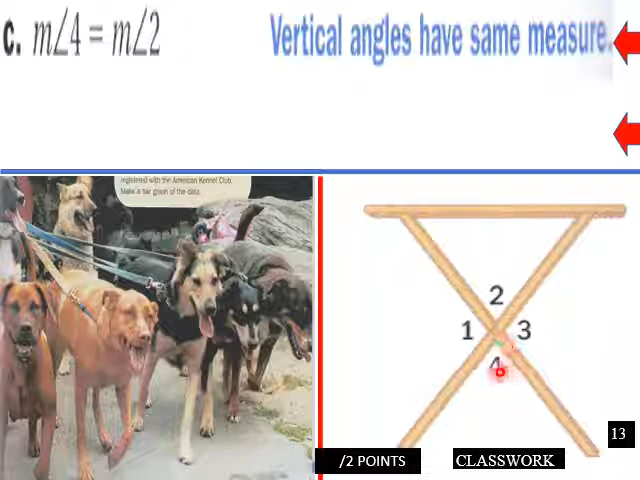 c. m∠4 = m∠2
Vertical angles have same measure.
registered with the American Kennel Club.
Make a bar graph of the data.
2
1
3
4
13
/2 POINTS
CLASSWORK